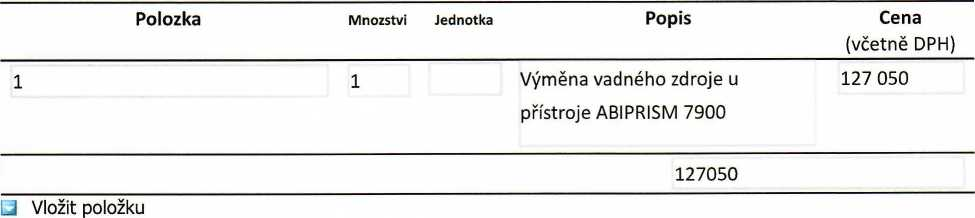 Polozka Mnozstvi Jednotka Popis Cena
(včetně DPH)
1 1 Výměna vadného zdroje u 127 050
přístroje ABIPRISM 7900
127050
Vložit položku